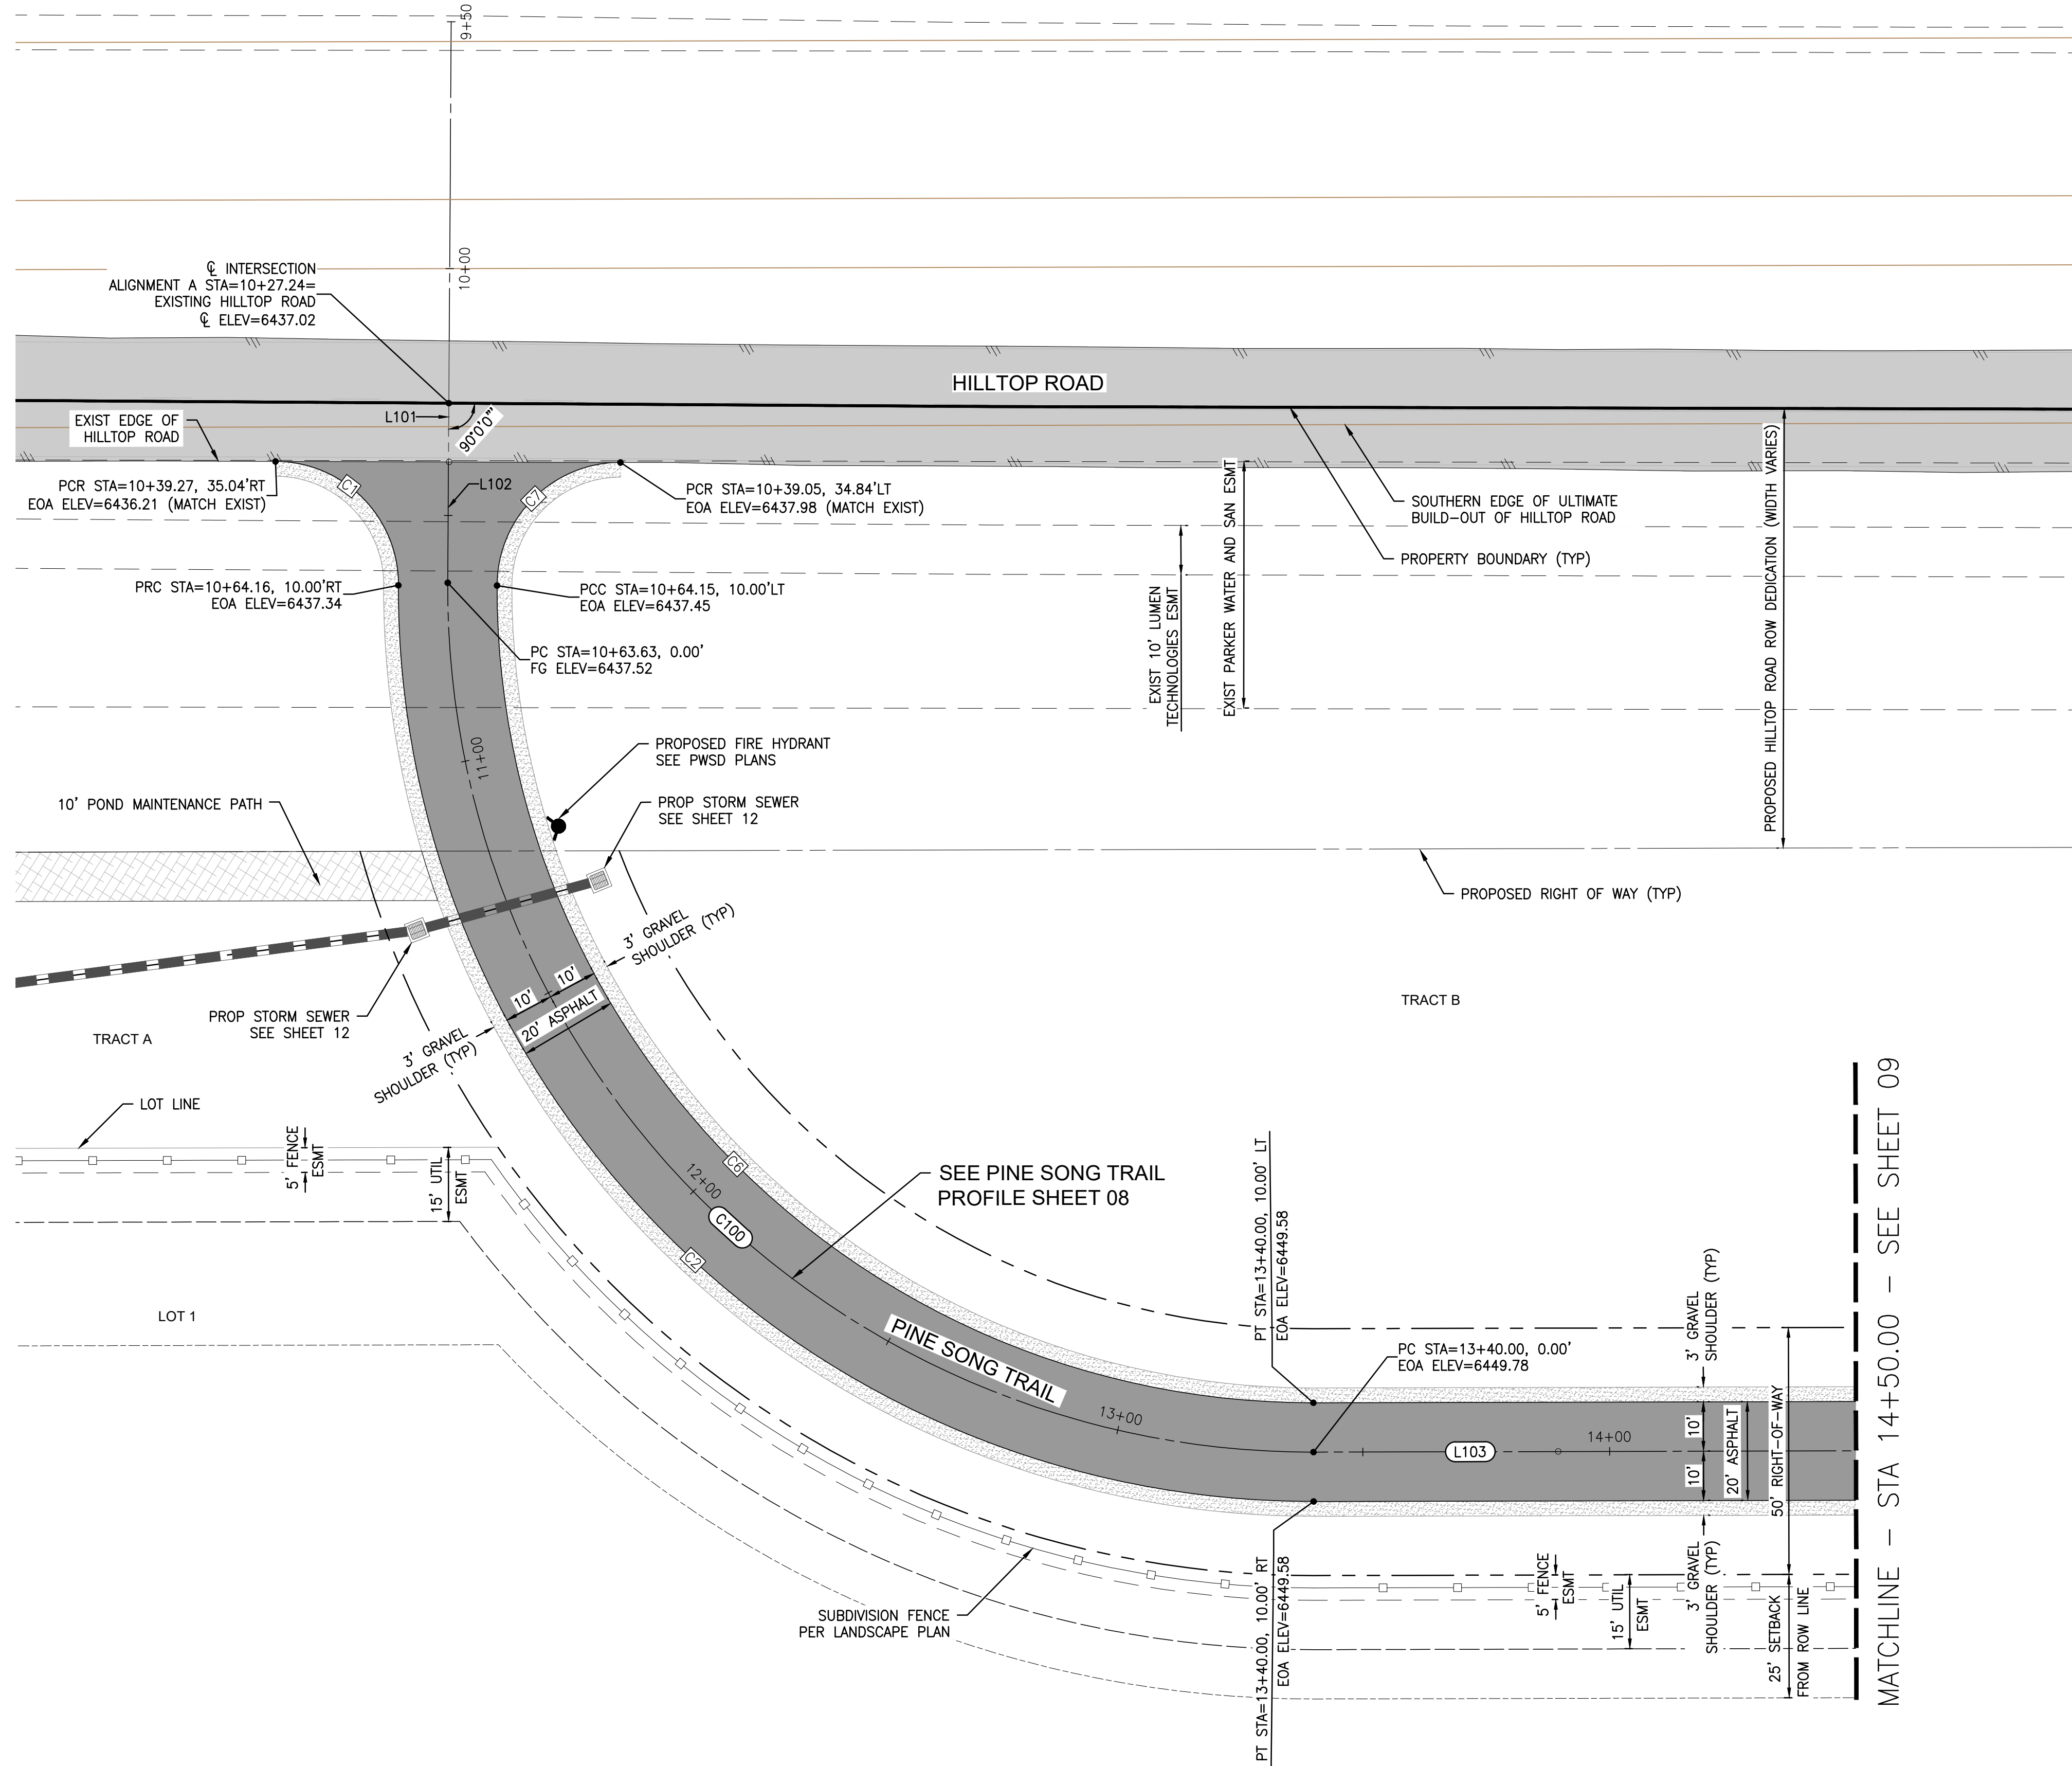 9+50
10+00
℄ INTERSECTION
ALIGNMENT A STA=10+27.24=
EXISTING HILLTOP ROAD
℄ ELEV=6437.02
HILLTOP ROAD
L101
90°0'0"
EXIST EDGE OF
HILLTOP ROAD
C1
L102
C7
PCR STA=10+39.27, 35.04'RT
EOA ELEV=6436.21 (MATCH EXIST)
PCR STA=10+39.05, 34.84'LT
EOA ELEV=6437.98 (MATCH EXIST)
SOUTHERN EDGE OF ULTIMATE
BUILD-OUT OF HILLTOP ROAD
PROPERTY BOUNDARY (TYP)
PRC STA=10+64.16, 10.00'RT
EOA ELEV=6437.34
PCC STA=10+64.15, 10.00'LT
EOA ELEV=6437.45
PC STA=10+63.63, 0.00'
FG ELEV=6437.52
EXIST 10' LUMEN
TECHNOLOGIES ESMT
EXIST PARKER WATER AND SAN ESMT
PROPOSED HILLTOP ROAD ROW DEDICATION (WIDTH VARIES)
11+00
PROPOSED FIRE HYDRANT
SEE PWSD PLANS
10' POND MAINTENANCE PATH
PROP STORM SEWER
SEE SHEET 12
PROPOSED RIGHT OF WAY (TYP)
3' GRAVEL
SHOULDER (TYP)
10'
10'
20' ASPHALT
PROP STORM SEWER
SEE SHEET 12
3' GRAVEL
SHOULDER (TYP)
TRACT A
TRACT B
LOT LINE
5' FENCE
ESMT
15' UTIL
ESMT
C6
12+00
C100
C2
SEE PINE SONG TRAIL
PROFILE SHEET 08
LOT 1
PINE SONG TRAIL
PT STA=13+40.00, 10.00' LT
EOA ELEV=6449.58
PC STA=13+40.00, 0.00'
EOA ELEV=6449.78
13+00
L103
14+00
3' GRAVEL
SHOULDER (TYP)
10'
10'
20' ASPHALT
50' RIGHT-OF-WAY
MATCHLINE - STA 14+50.00 - SEE SHEET 09
PT STA=13+40.00, 10.00' RT
EOA ELEV=6449.58
5' FENCE
ESMT
15' UTIL
ESMT
3' GRAVEL
SHOULDER (TYP)
25' SETBACK
FROM ROW LINE
SUBDIVISION FENCE
PER LANDSCAPE PLAN